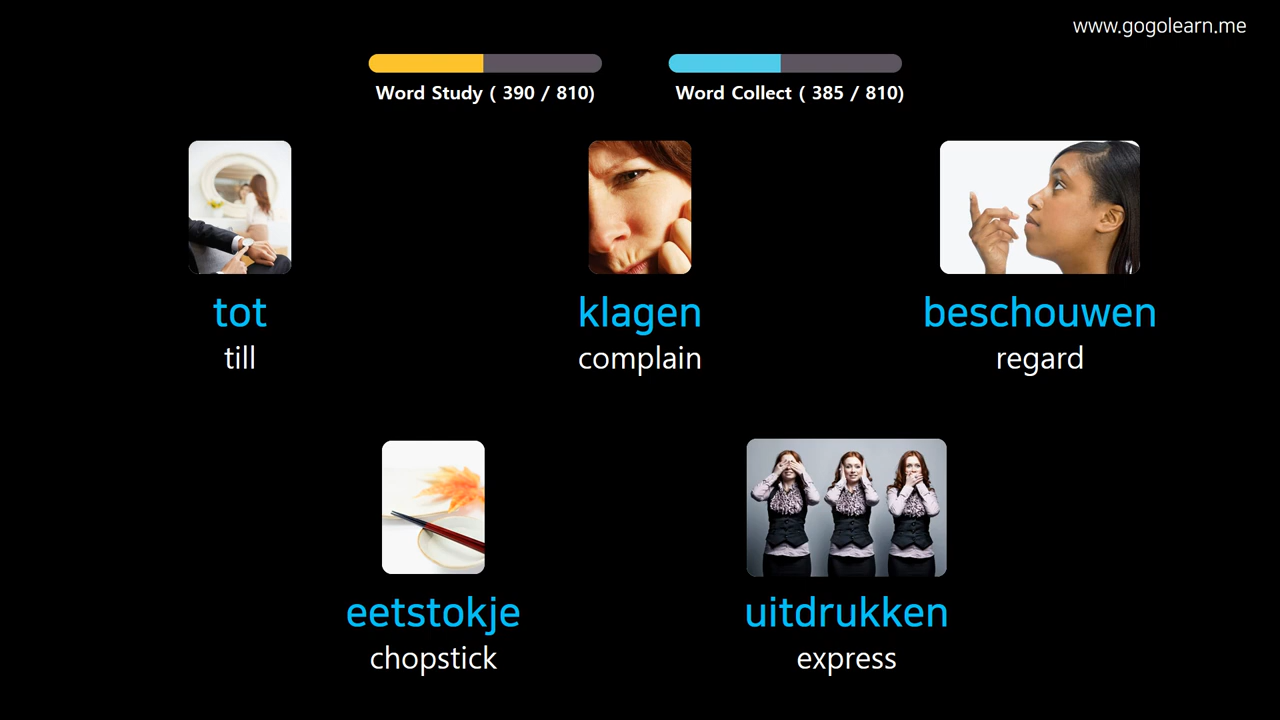 www.gogolearn.me
Word Study ( 390 / 810)
Word Collect ( 385 / 810)
tot
till
klagen
complain
beschouwen
regard
eetstokje
chopstick
uitdrukken
express